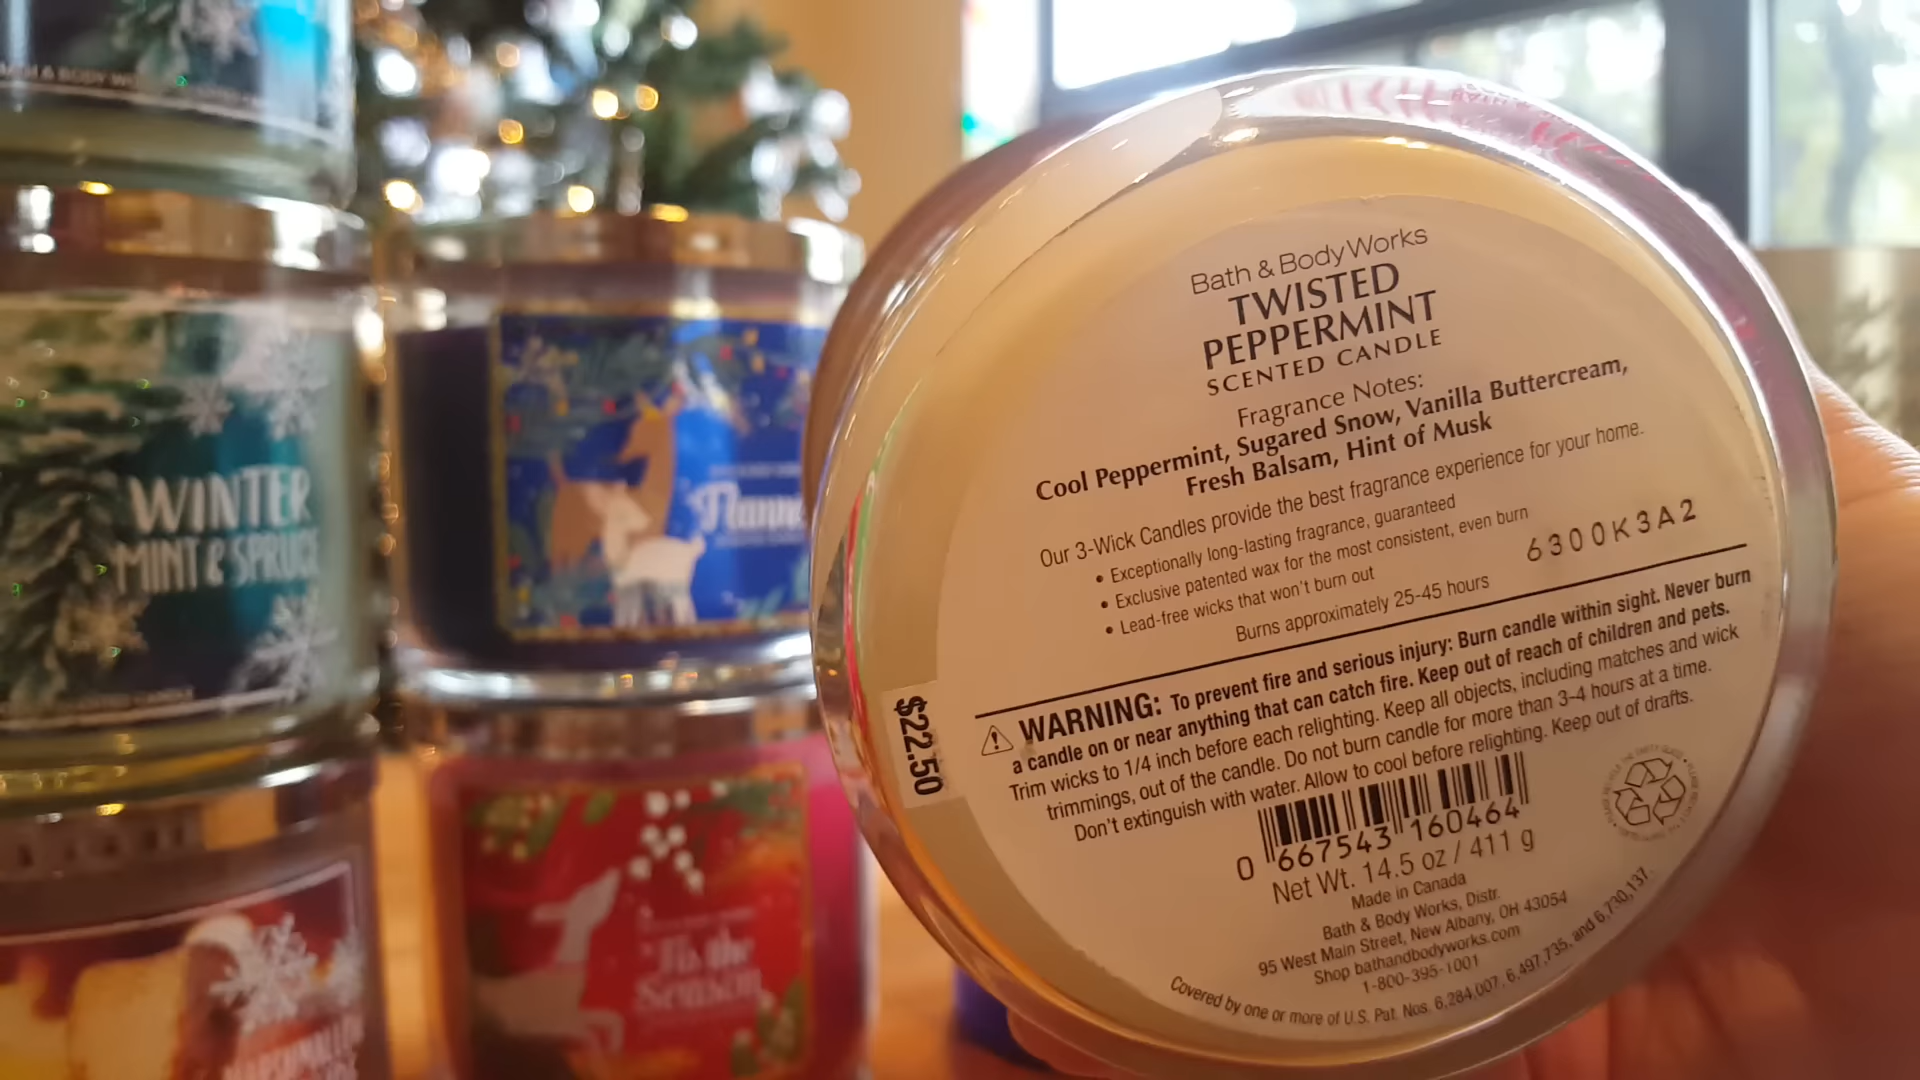 WINTER
MINT & SPRUCE
Flanne
'Tis the
Season
MARSHMALLOW
Bath & Body Works
TWISTED
PEPPERMINT
SCENTED CANDLE
Fragrance Notes:
Cool Peppermint, Sugared Snow, Vanilla Buttercream,
Fresh Balsam, Hint of Musk
Our 3-Wick Candles provide the best fragrance experience for your home.
• Exceptionally long-lasting fragrance, guaranteed
• Exclusive patented wax for the most consistent, even burn
• Lead-free wicks that won't burn out
Burns approximately 25-45 hours
6300K3A2
$22.50
WARNING: To prevent fire and serious injury: Burn candle within sight. Never burn
a candle on or near anything that can catch fire. Keep out of reach of children and pets.
Trim wicks to 1/4 inch before each relighting. Keep all objects, including matches and wick
trimmings, out of the candle. Do not burn candle for more than 3-4 hours at a time.
Don't extinguish with water. Allow to cool before relighting. Keep out of drafts.
0 667543 160464
Net Wt. 14.5 oz / 411 g
Made in Canada
Bath & Body Works, Distr.
95 West Main Street, New Albany, OH 43054
Shop bathandbodyworks.com
1-800-395-1001
Covered by one or more of U.S. Pat. Nos. 6,284,007, 6,497,735, and 6,730,137.